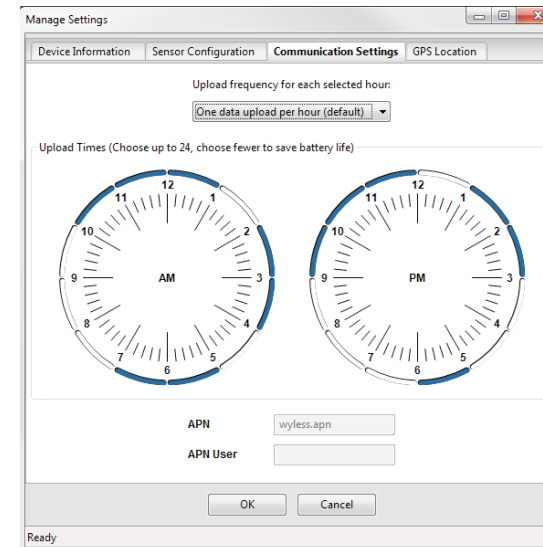 Manage Settings
Device Information Sensor Configuration Communication Settings GPS Location
Upload frequency for each selected hour:
One data upload per hour (default)
Upload Times (Choose up to 24, choose fewer to save battery life)
12
1
2
3
4
5
6
7
8
9
10
11
AM
12
1
2
3
4
5
6
7
8
9
10
11
PM
APN wyless.apn
APN User
OK Cancel
Ready